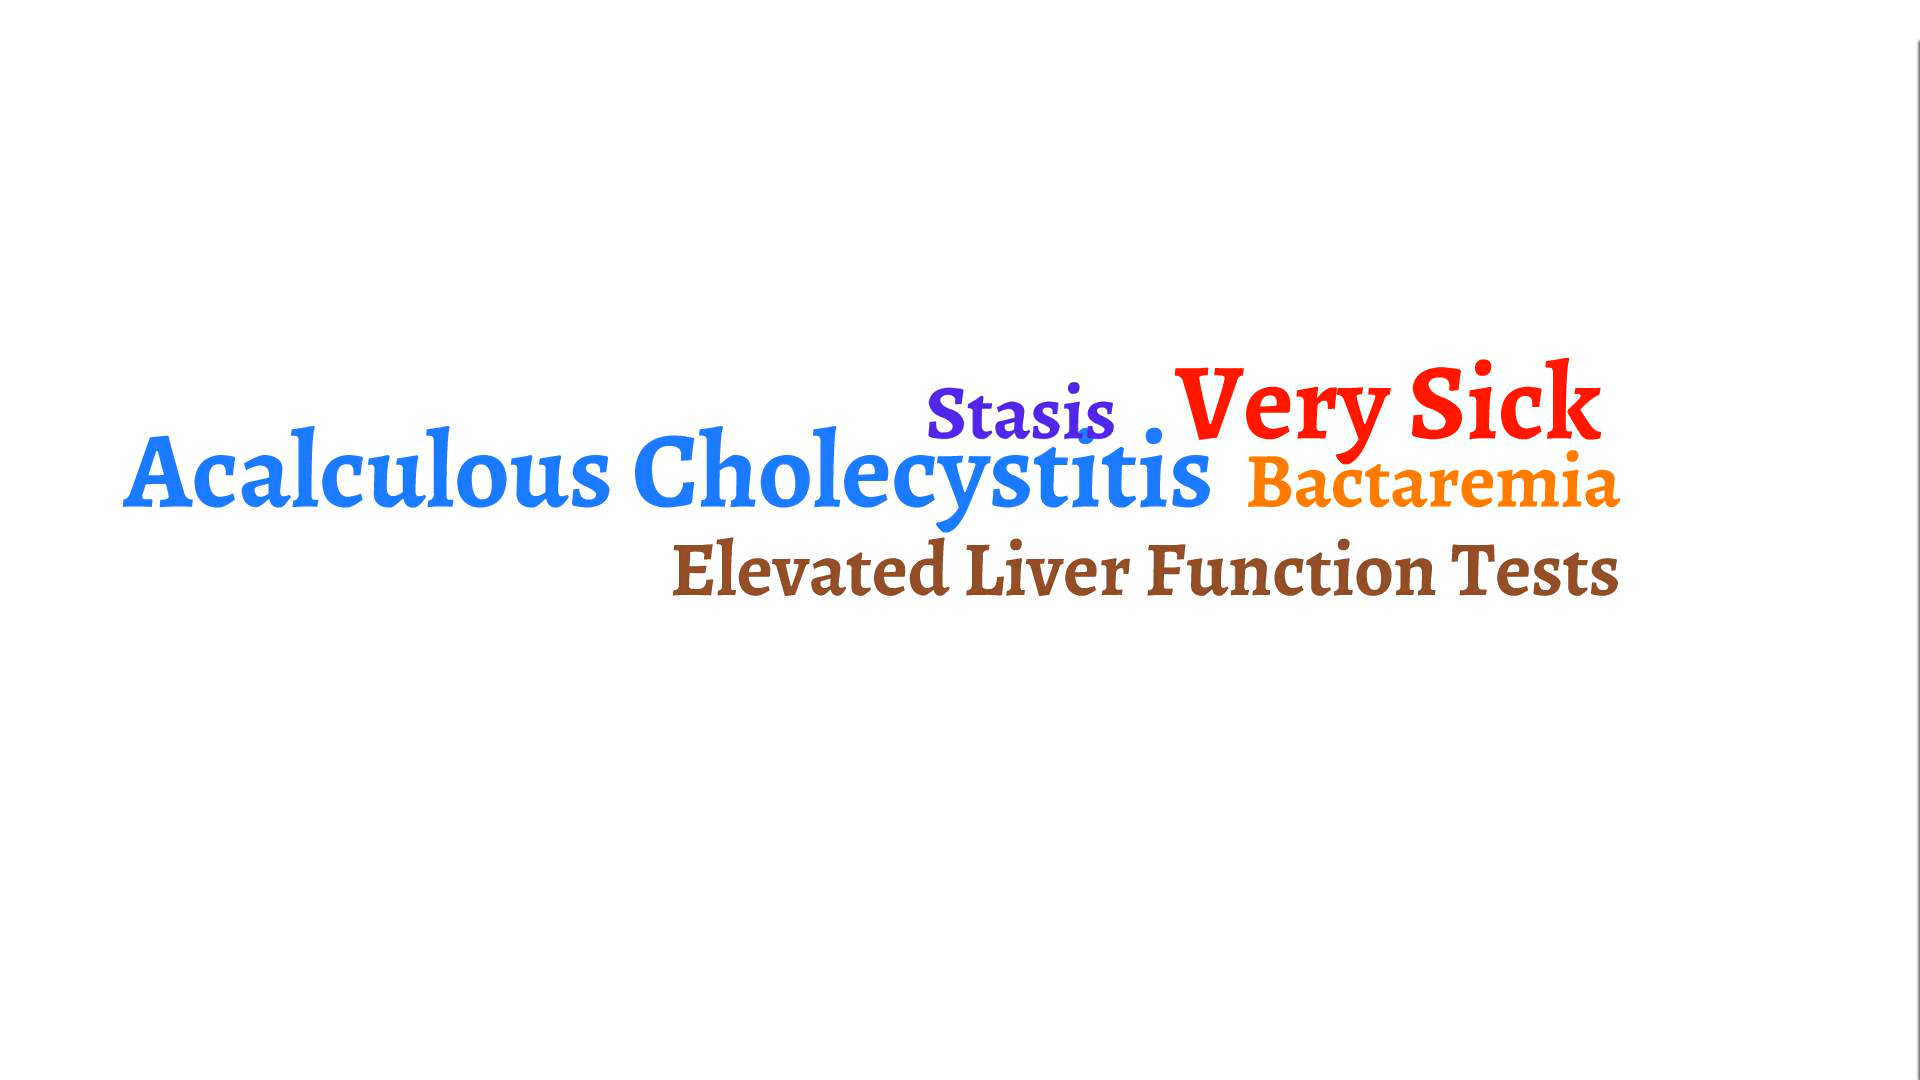 Stasis Very Sick
Acalculous Cholecystitis Bactaremia
Elevated Liver Function Tests